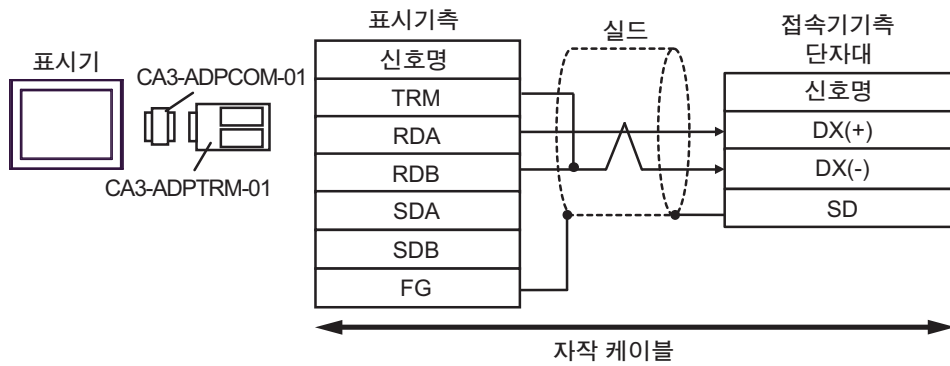 표시기
CA3-ADPCOM-01
CA3-ADPTRM-01
표시기측
신호명
TRM
RDA
RDB
SDA
SDB
FG
실드
접속기기측
단자대
신호명
DX(+)
DX(-)
SD
자작 케이블